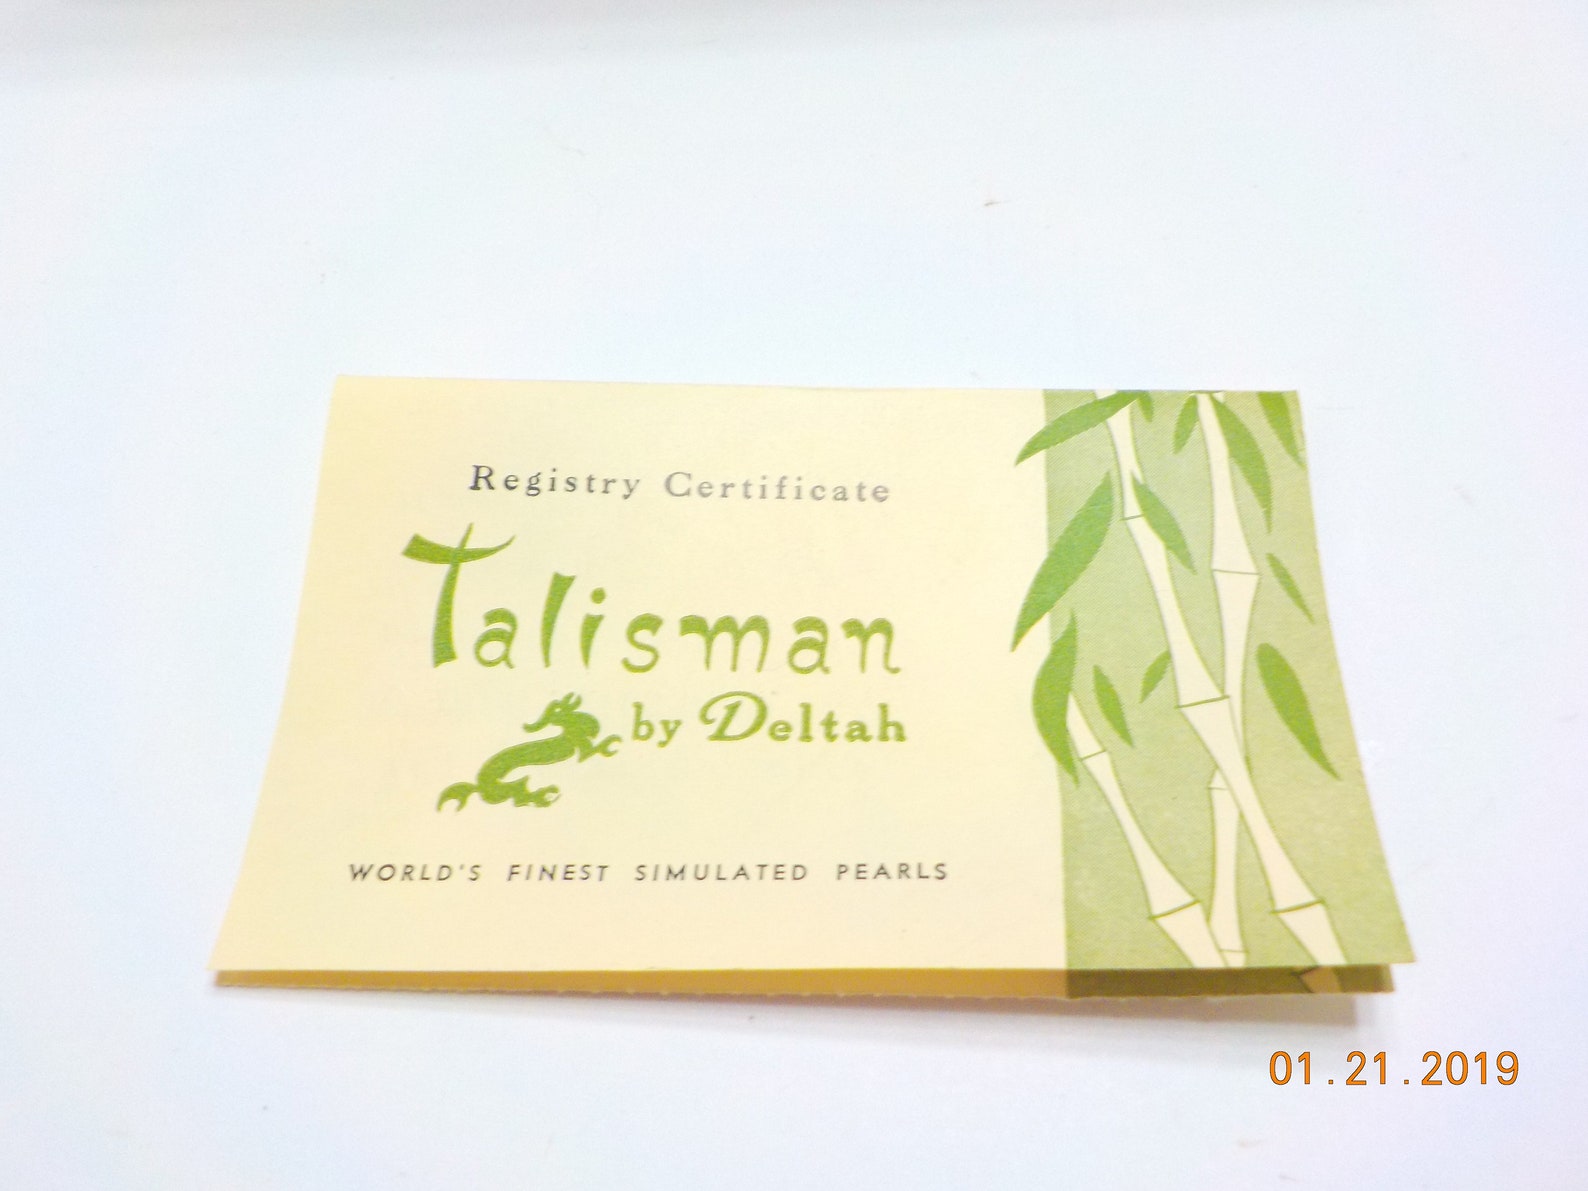 Registry Certificate
Talisman
by Deltah
WORLD'S FINEST SIMULATED PEARLS
01.21.2019